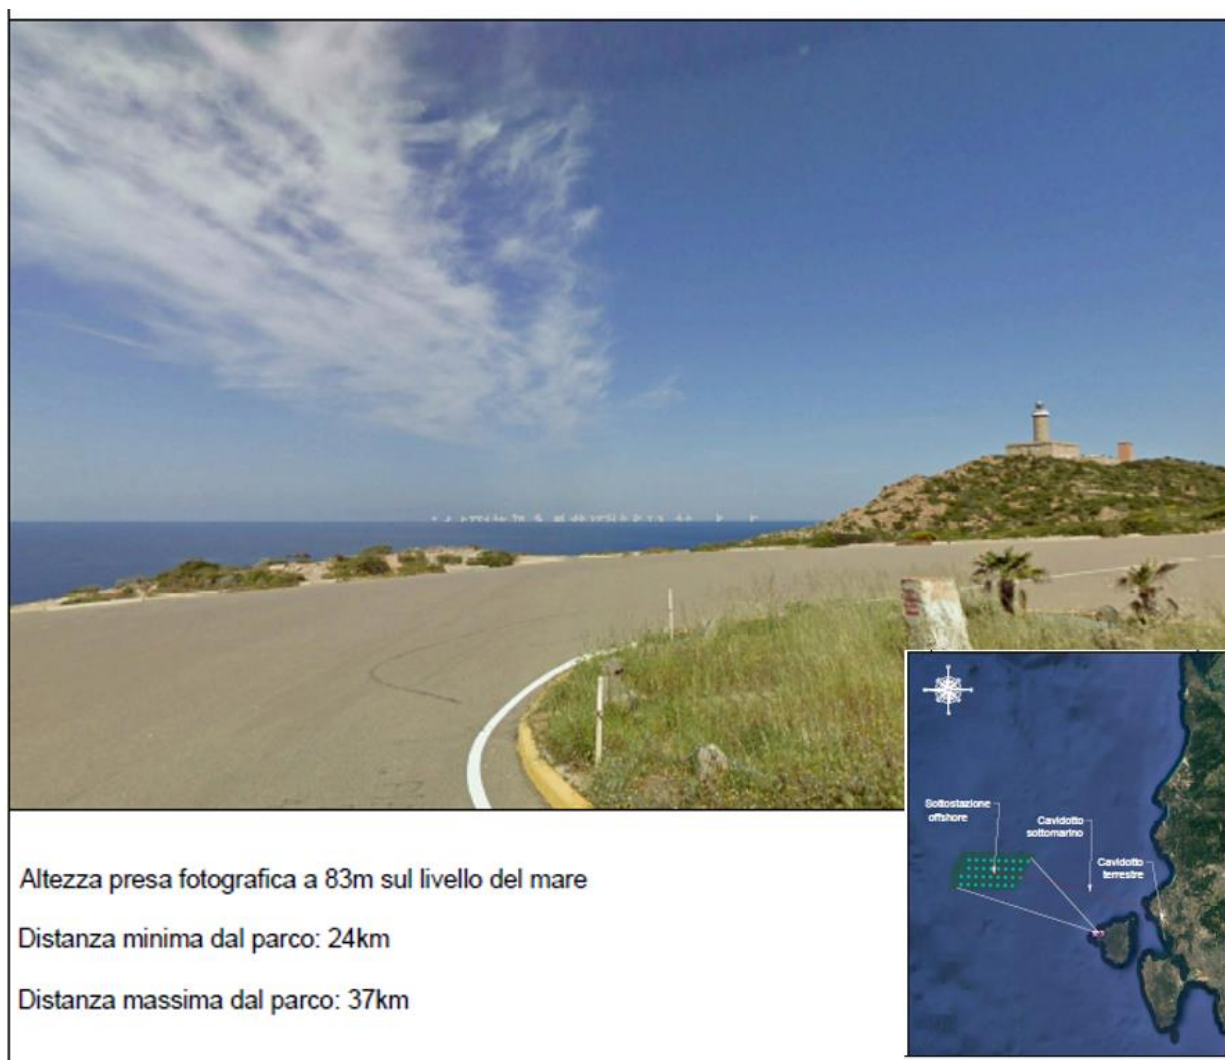 Altezza presa fotografica a 83m sul livello del mare
Distanza minima dal parco: 24km
Distanza massima dal parco: 37km
Sottostazione
offshore
Cavidotto
sottomarino
Cavidotto
terrestre